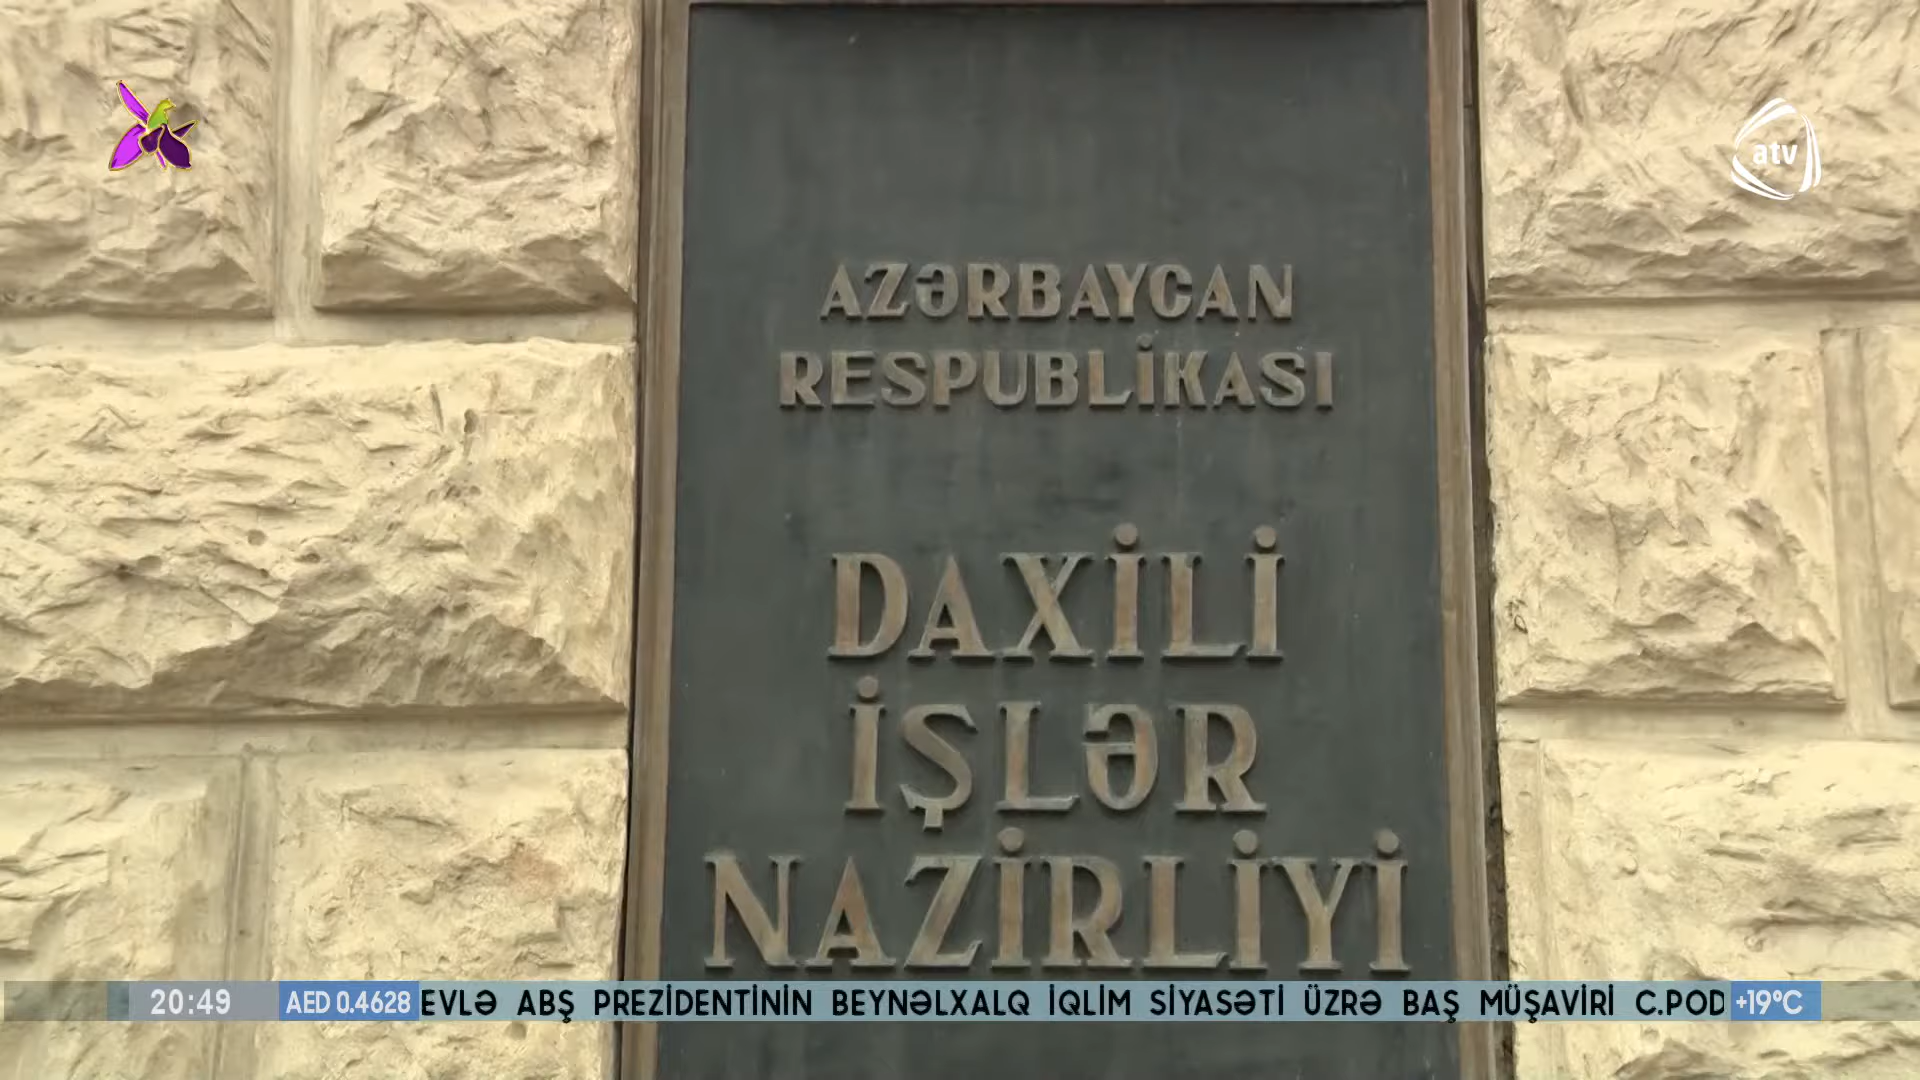 atv
AZƏRBAYCAN
RESPUBLİKASI
DAXİLİ
İŞLƏR
NAZİRLİYİ
20:49 AED 0.4628 EVLƏ ABŞ PREZİDENTİNİN BEYNƏLXALQ İQLİM SİYASƏTİ ÜZRƏ BAŞ MÜŞAVİRİ C.POD +19°C